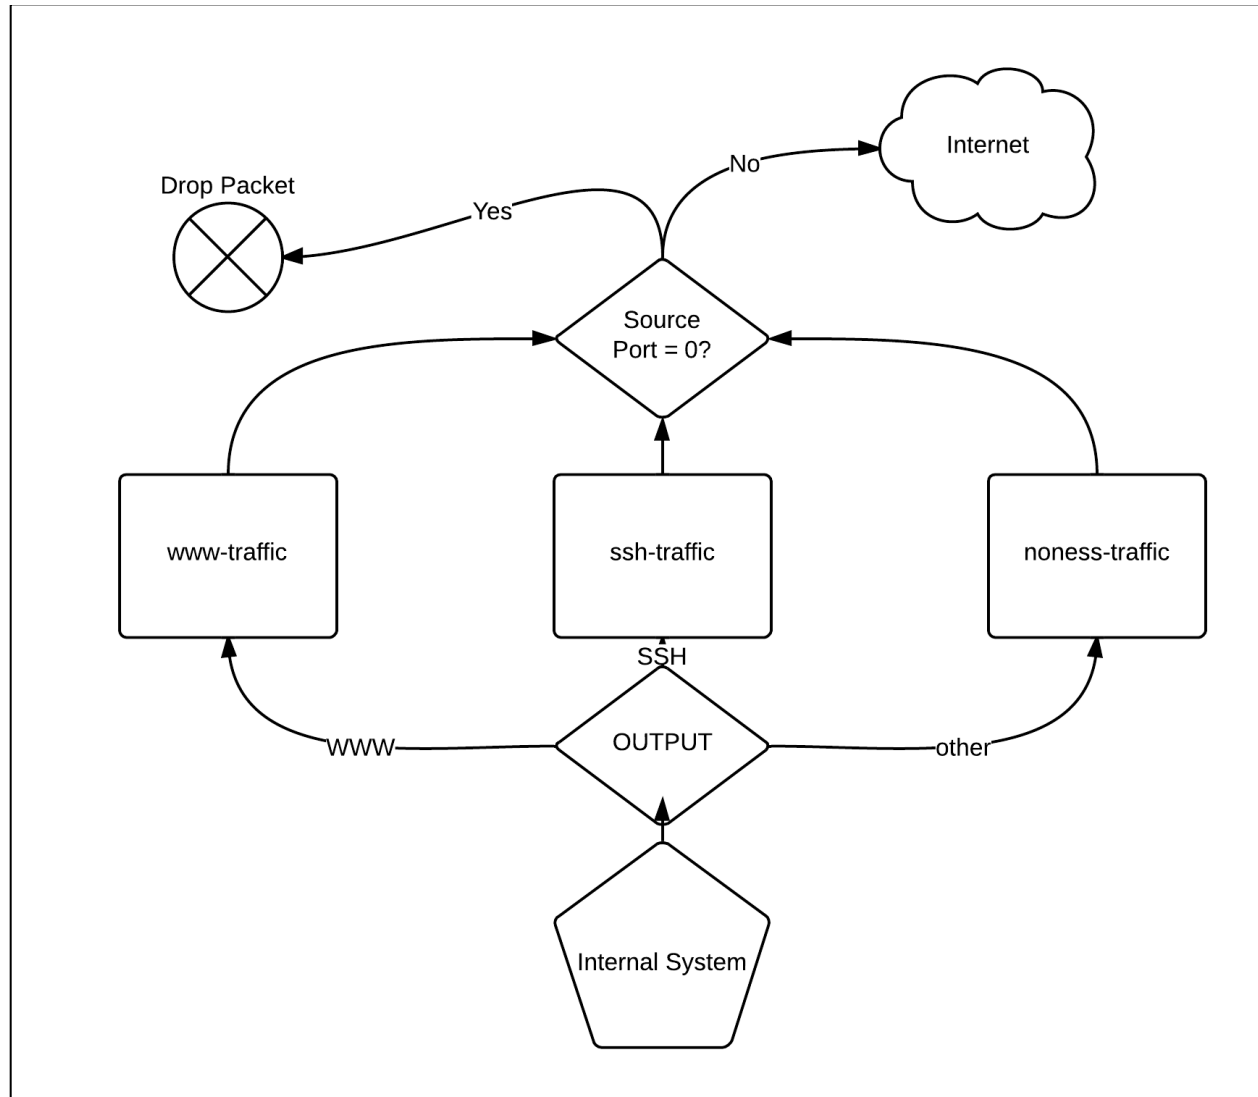 Internet
No
Drop Packet
Yes
Source
Port = 0?
www-traffic
ssh-traffic
noness-traffic
SSH
OUTPUT
WWW
other
Internal System